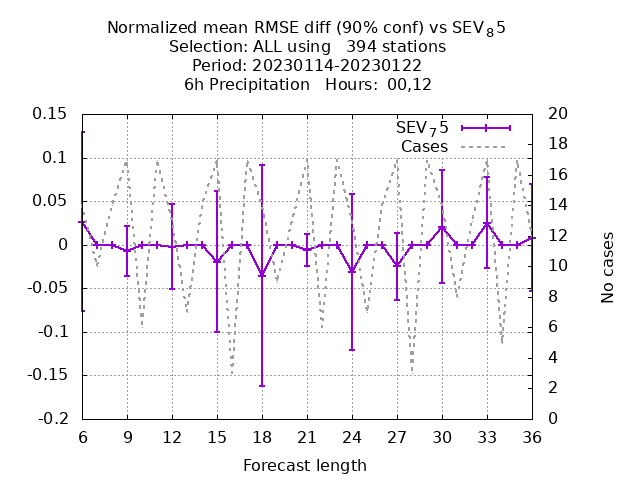 Normalized mean RMSE diff (90% conf) vs SEV₈5
Selection: ALL using   394 stations
Period: 20230114-20230122
6h Precipitation   Hours:  00,12
SEV₇5
Cases
0.15
0.1
0.05
0
-0.05
-0.1
-0.15
-0.2
20
18
16
14
12
10
8
6
4
2
0
No cases
6 9 12 15 18 21 24 27 30 33 36
Forecast length